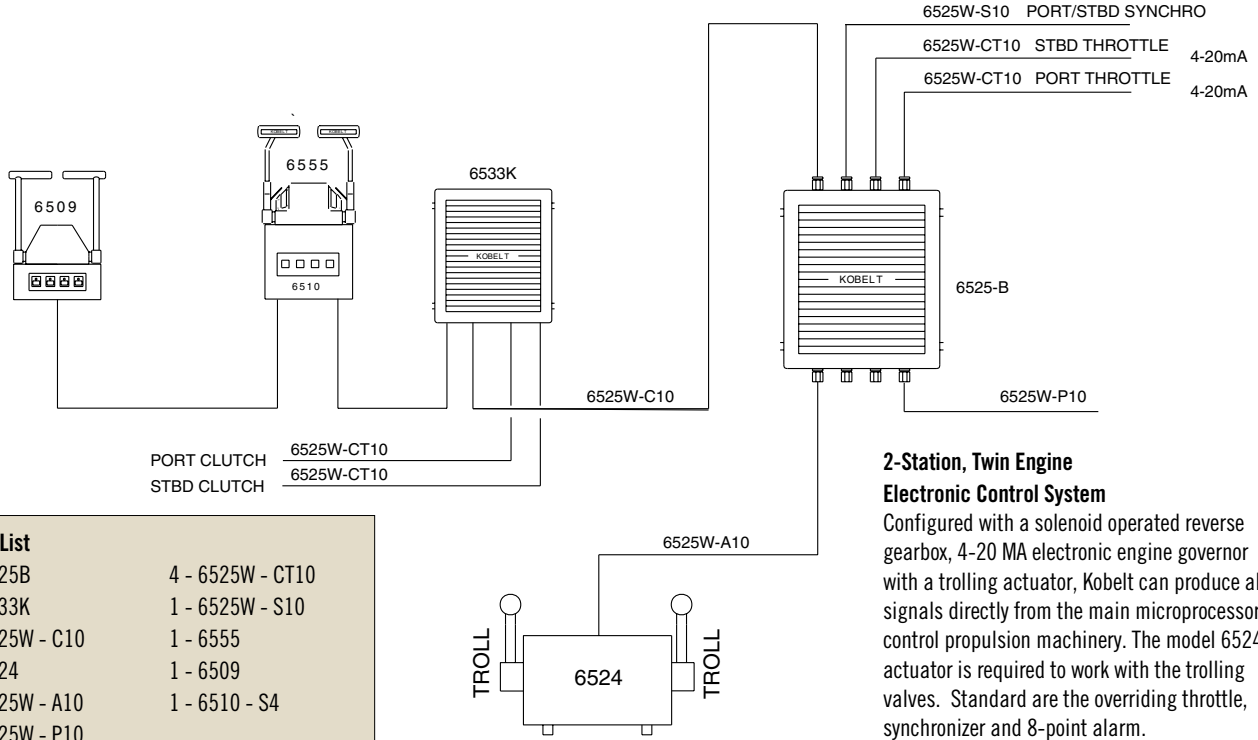 6525W-S10 PORT/STBD SYNCHRO
6525W-CT10 STBD THROTTLE
4-20mA
6525W-CT10 PORT THROTTLE
4-20mA
KOBELT KOBELT
6555
6533K
6509
KOBELT
6510
KOBELT
6525-B
6525W-C10
6525W-P10
PORT CLUTCH 6525W-CT10
STBD CLUTCH 6525W-CT10
6525W-A10
TROLL
6524
TROLL
List
25B
33K
25W - C10
24
25W - A10
25W - P10
4 - 6525W - CT10
1 - 6525W - S10
1 - 6555
1 - 6509
1 - 6510 - S4
2-Station, Twin Engine
Electronic Control System
Configured with a solenoid operated reverse
gearbox, 4-20 MA electronic engine governor
with a trolling actuator, Kobelt can produce al
signals directly from the main microprocessor
control propulsion machinery. The model 6524
actuator is required to work with the trolling
valves. Standard are the overriding throttle,
synchronizer and 8-point alarm.